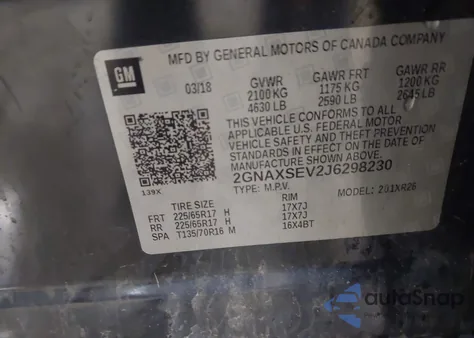 MFD BY GENERAL MOTORS OF CANADA COMPANY
GM
03/18 GVWR GAWR FRT GAWR RR
2100 KG 1175 KG 1200 KG
4630 LB 2590 LB 2645 LB
THIS VEHICLE CONFORMS TO ALL
APPLICABLE U.S. FEDERAL MOTOR
VEHICLE SAFETY AND THEFT PREVENTION
STANDARDS IN EFFECT ON THE DATE OF
MANUFACTURE SHOWN ABOVE.
2GNAXSEV2J6298230
139X TYPE: M.P.V. MODEL: 201XR26
TIRE SIZE RIM
FRT 225/65R17 H 17X7J
RR 225/65R17 H 17X7J
SPA T135/70R16 M 16X4BT
autoSnap